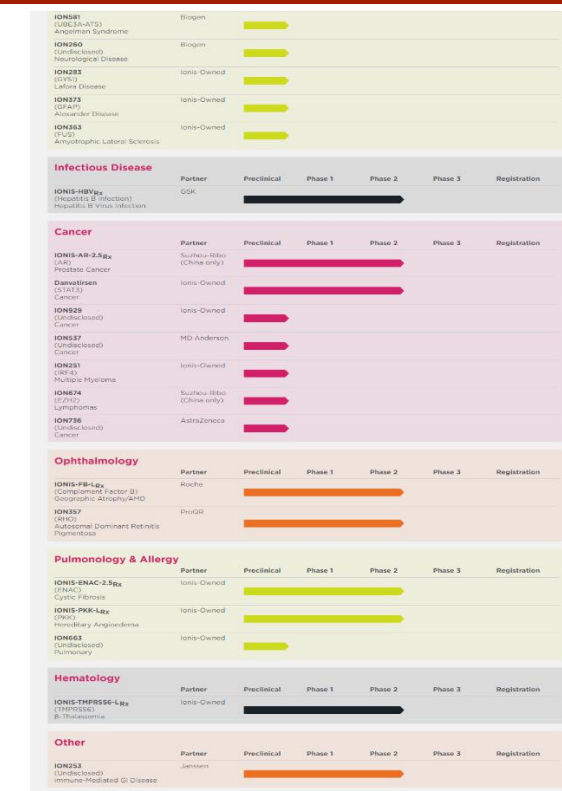 ION581 Biogen
(UBE3A-ATS)
Angelman Syndrome
ION260 Biogen
(Undisclosed)
Neurological Disease
ION283 Ionis-Owned
(GYS1)
Lafora Disease
ION373 Ionis-Owned
(GFAP)
Alexander Disease
ION363 Ionis-Owned
(FUS)
Amyotrophic Lateral Sclerosis
Infectious Disease
Partner Preclinical Phase 1 Phase 2 Phase 3 Registration
IONIS-HBVRx GSK
(Hepatitis B Infection)
Hepatitis B Virus Infection
Cancer
Partner Preclinical Phase 1 Phase 2 Phase 3 Registration
IONIS-AR-2.5Rx Suzhou-Ribo
(AR) (China only)
Prostate Cancer
Danvatirsen Ionis-Owned
(STAT3)
Cancer
ION929 Ionis-Owned
(Undisclosed)
Cancer
ION537 MD Anderson
(Undisclosed)
Cancer
ION251 Ionis-Owned
(IRF4)
Multiple Myeloma
ION674 Suzhou-Ribo
(EZH2) (China only)
Lymphomas
ION736 AstraZeneca
(Undisclosed)
Cancer
Ophthalmology
Partner Preclinical Phase 1 Phase 2 Phase 3 Registration
IONIS-FB-LRx Roche
(Complement Factor B)
Geographic Atrophy/AMD
ION357 ProQR
(RHO)
Autosomal Dominant Retinitis
Pigmentosa
Pulmonology & Allergy
Partner Preclinical Phase 1 Phase 2 Phase 3 Registration
IONIS-ENAC-2.5Rx Ionis-Owned
(ENAC)
Cystic Fibrosis
IONIS-PKK-LRx Ionis-Owned
(PKK)
Hereditary Angioedema
ION663 Ionis-Owned
(Undisclosed)
Pulmonary
Hematology
Partner Preclinical Phase 1 Phase 2 Phase 3 Registration
IONIS-TMPRSS6-LRx Ionis-Owned
(TMPRSS6)
β-Thalassemia
Other
Partner Preclinical Phase 1 Phase 2 Phase 3 Registration
ION253 Janssen
(Undisclosed)
Immune-Mediated GI Disease